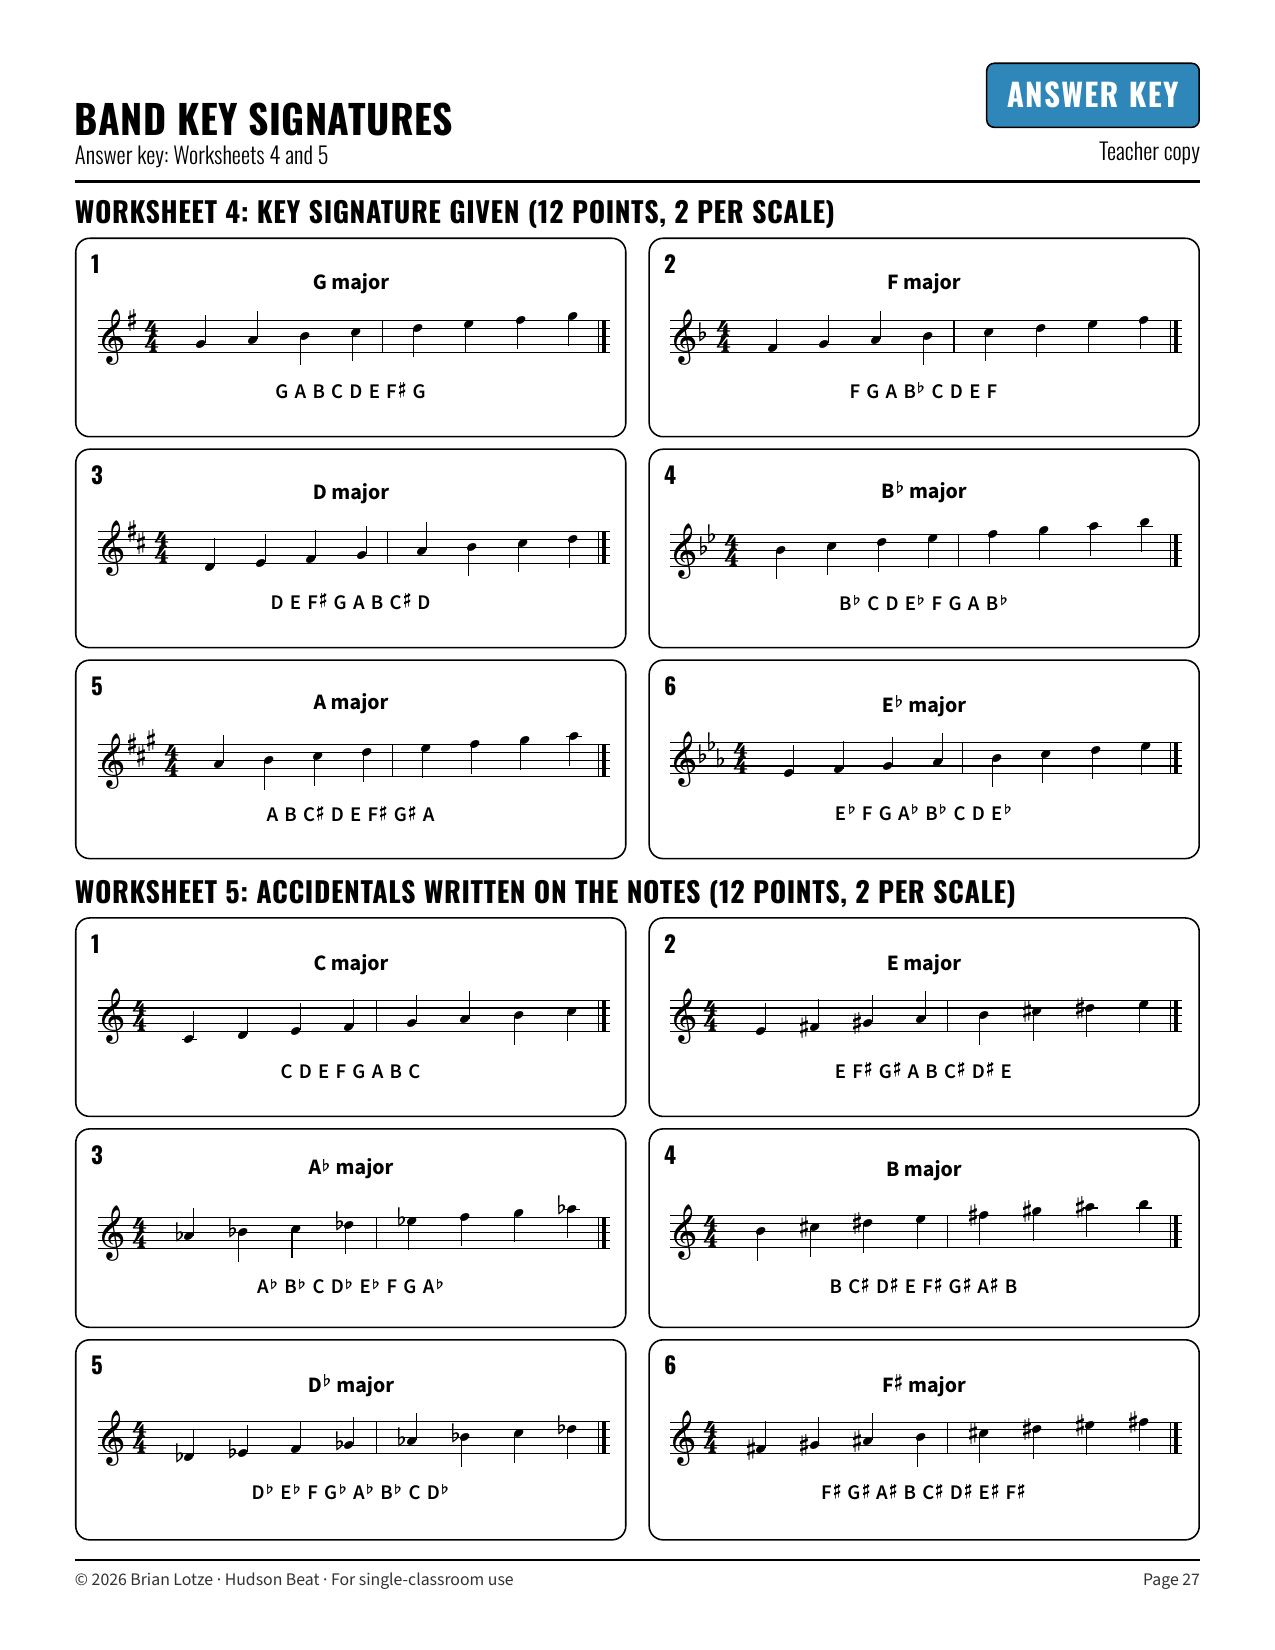 ANSWER KEY
BAND KEY SIGNATURES
Answer key: Worksheets 4 and 5
Teacher copy
WORKSHEET 4: KEY SIGNATURE GIVEN (12 POINTS, 2 PER SCALE)
1
G major
G A B C D E F♯ G
2
F major
F G A B♭ C D E F
3
D major
D E F♯ G A B C♯ D
4
B♭ major
B♭ C D E♭ F G A B♭
5
A major
A B C♯ D E F♯ G♯ A
6
E♭ major
E♭ F G A♭ B♭ C D E♭
WORKSHEET 5: ACCIDENTALS WRITTEN ON THE NOTES (12 POINTS, 2 PER SCALE)
1
C major
C D E F G A B C
2
E major
E F♯ G♯ A B C♯ D♯ E
3
A♭ major
A♭ B♭ C D♭ E♭ F G A♭
4
B major
B C♯ D♯ E F♯ G♯ A♯ B
5
D♭ major
D♭ E♭ F G♭ A♭ B♭ C D♭
6
F♯ major
F♯ G♯ A♯ B C♯ D♯ E♯ F♯
© 2026 Brian Lotze · Hudson Beat · For single-classroom use
Page 27